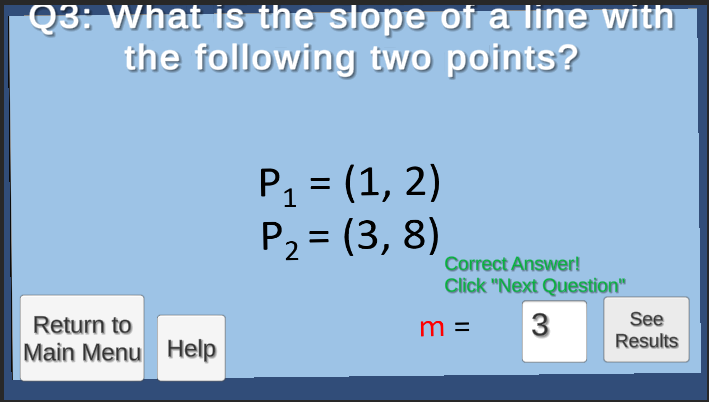 Q3: What is the slope of a line with
the following two points?
P₁ = (1, 2)
P₂ = (3, 8)
Correct Answer!
Click "Next Question"
Return to
Main Menu
Help
m =
3
See
Results